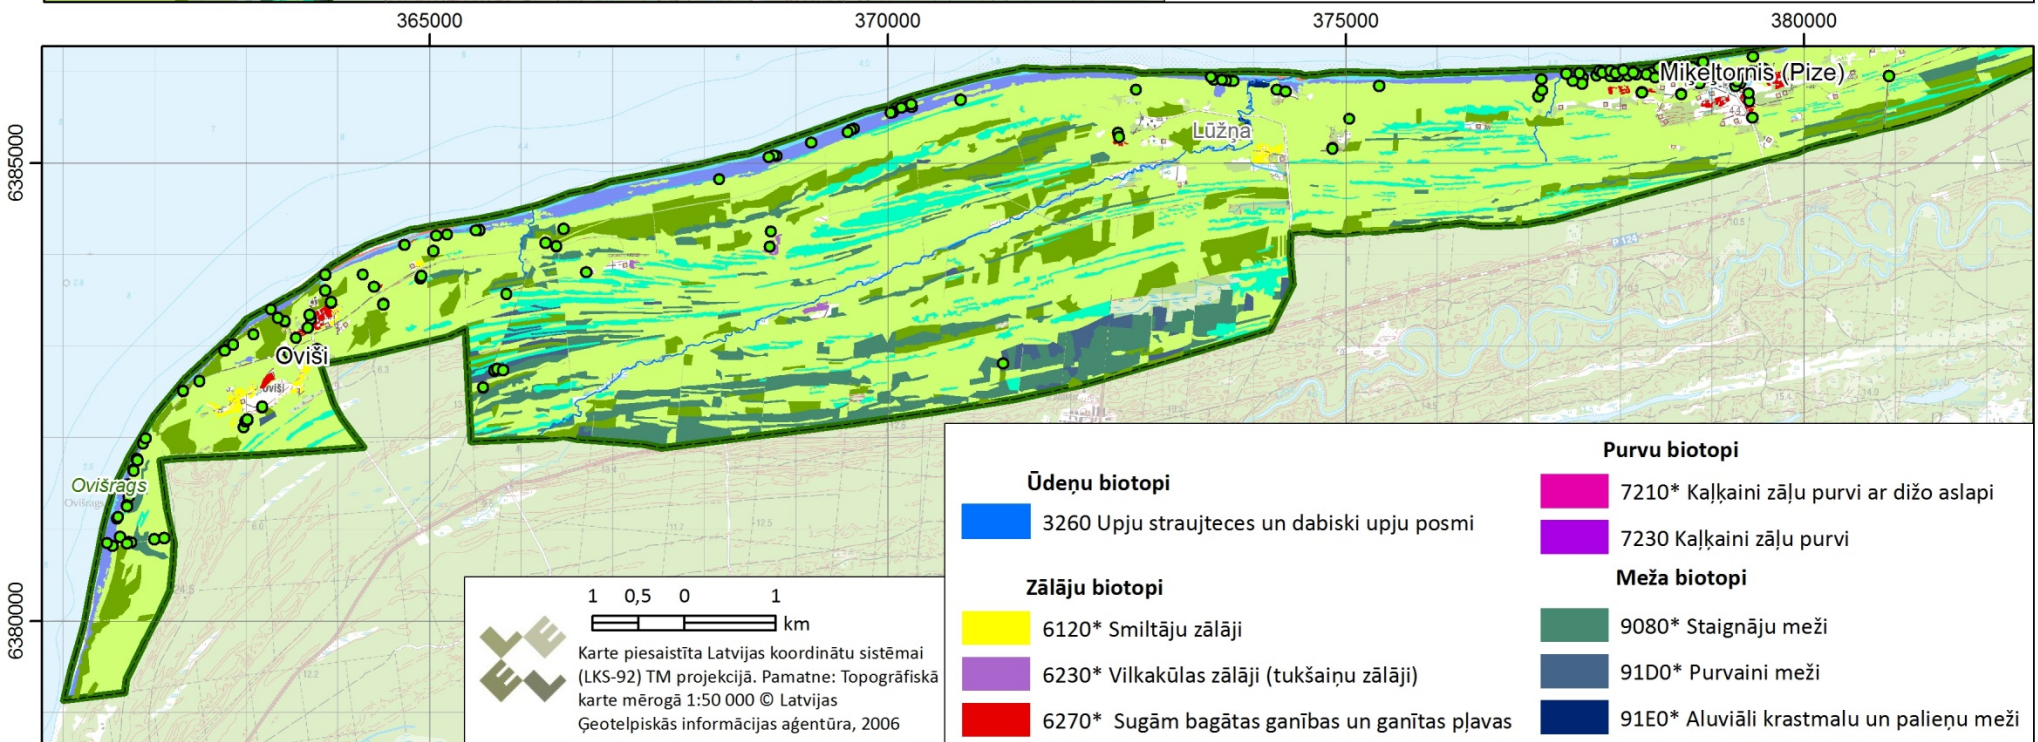 365000
370000
375000
380000
6385000
6380000
Miķeļtornis (Pize)
Lūžņa
P 124
Oviši
Oviši
Ovišrags
Ovišrags
Ūdeņu biotopi
3260 Upju straujteces un dabiski upju posmi
Zālāju biotopi
6120* Smiltāju zālāji
6230* Vilkakūlas zālāji (tukšaiņu zālāji)
6270* Sugām bagātas ganības un ganītas pļavas
Purvu biotopi
7210* Kaļķaini zāļu purvi ar dižo aslapi
7230 Kaļķaini zāļu purvi
Meža biotopi
9080* Staignāju meži
91D0* Purvaini meži
91E0* Aluviāli krastmalu un palieņu meži
1 0,5 0 1
km
Karte piesaistīta Latvijas koordinātu sistēmai
(LKS-92) TM projekcijā. Pamatne: Topogrāfiskā
karte mērogā 1:50 000 © Latvijas
Ģeotelpiskās informācijas aģentūra, 2006